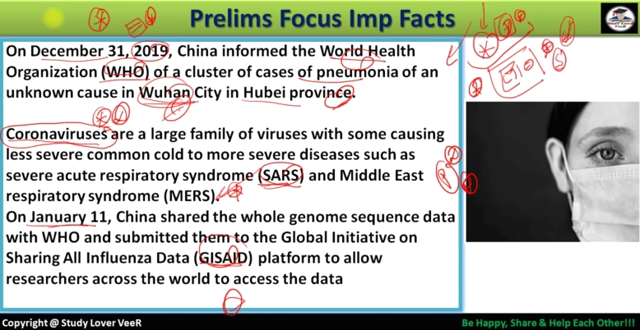 Prelims Focus Imp Facts
On December 31, 2019, China informed the World Health
Organization (WHO) of a cluster of cases of pneumonia of an
unknown cause in Wuhan City in Hubei province.
Coronaviruses are a large family of viruses with some causing
less severe common cold to more severe diseases such as
severe acute respiratory syndrome (SARS) and Middle East
respiratory syndrome (MERS).
On January 11, China shared the whole genome sequence data
with WHO and submitted them to the Global Initiative on
Sharing All Influenza Data (GISAID) platform to allow
researchers across the world to access the data
Copyright @ Study Lover VeeR
Be Happy, Share & Help Each Other!!!